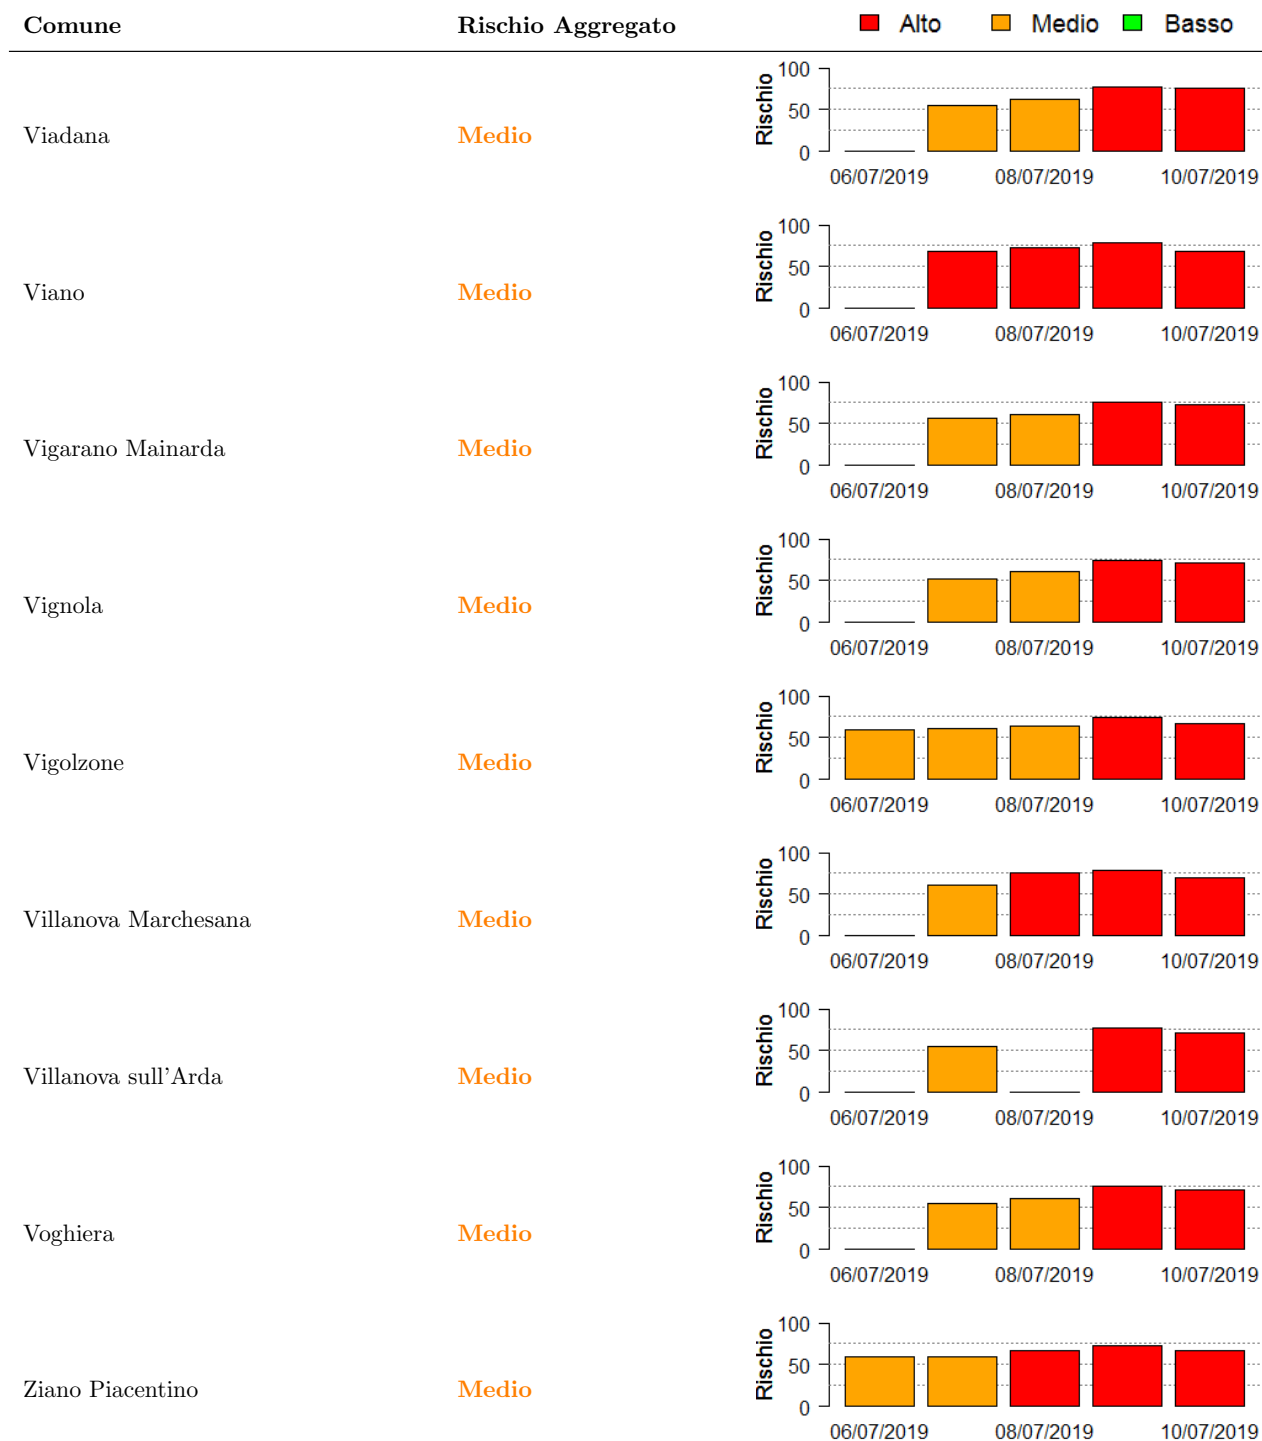 Comune Rischio Aggregato Alto Medio Basso
100
50
0
Rischio
Viadana Medio
06/07/2019 08/07/2019 10/07/2019
100
50
0
Rischio
Viano Medio
06/07/2019 08/07/2019 10/07/2019
100
50
0
Rischio
Vigarano Mainarda Medio
06/07/2019 08/07/2019 10/07/2019
100
50
0
Rischio
Vignola Medio
06/07/2019 08/07/2019 10/07/2019
100
50
0
Rischio
Vigolzone Medio
06/07/2019 08/07/2019 10/07/2019
100
50
0
Rischio
Villanova Marchesana Medio
06/07/2019 08/07/2019 10/07/2019
100
50
0
Rischio
Villanova sull'Arda Medio
06/07/2019 08/07/2019 10/07/2019
100
50
0
Rischio
Voghiera Medio
06/07/2019 08/07/2019 10/07/2019
100
50
0
Rischio
Ziano Piacentino Medio
06/07/2019 08/07/2019 10/07/2019